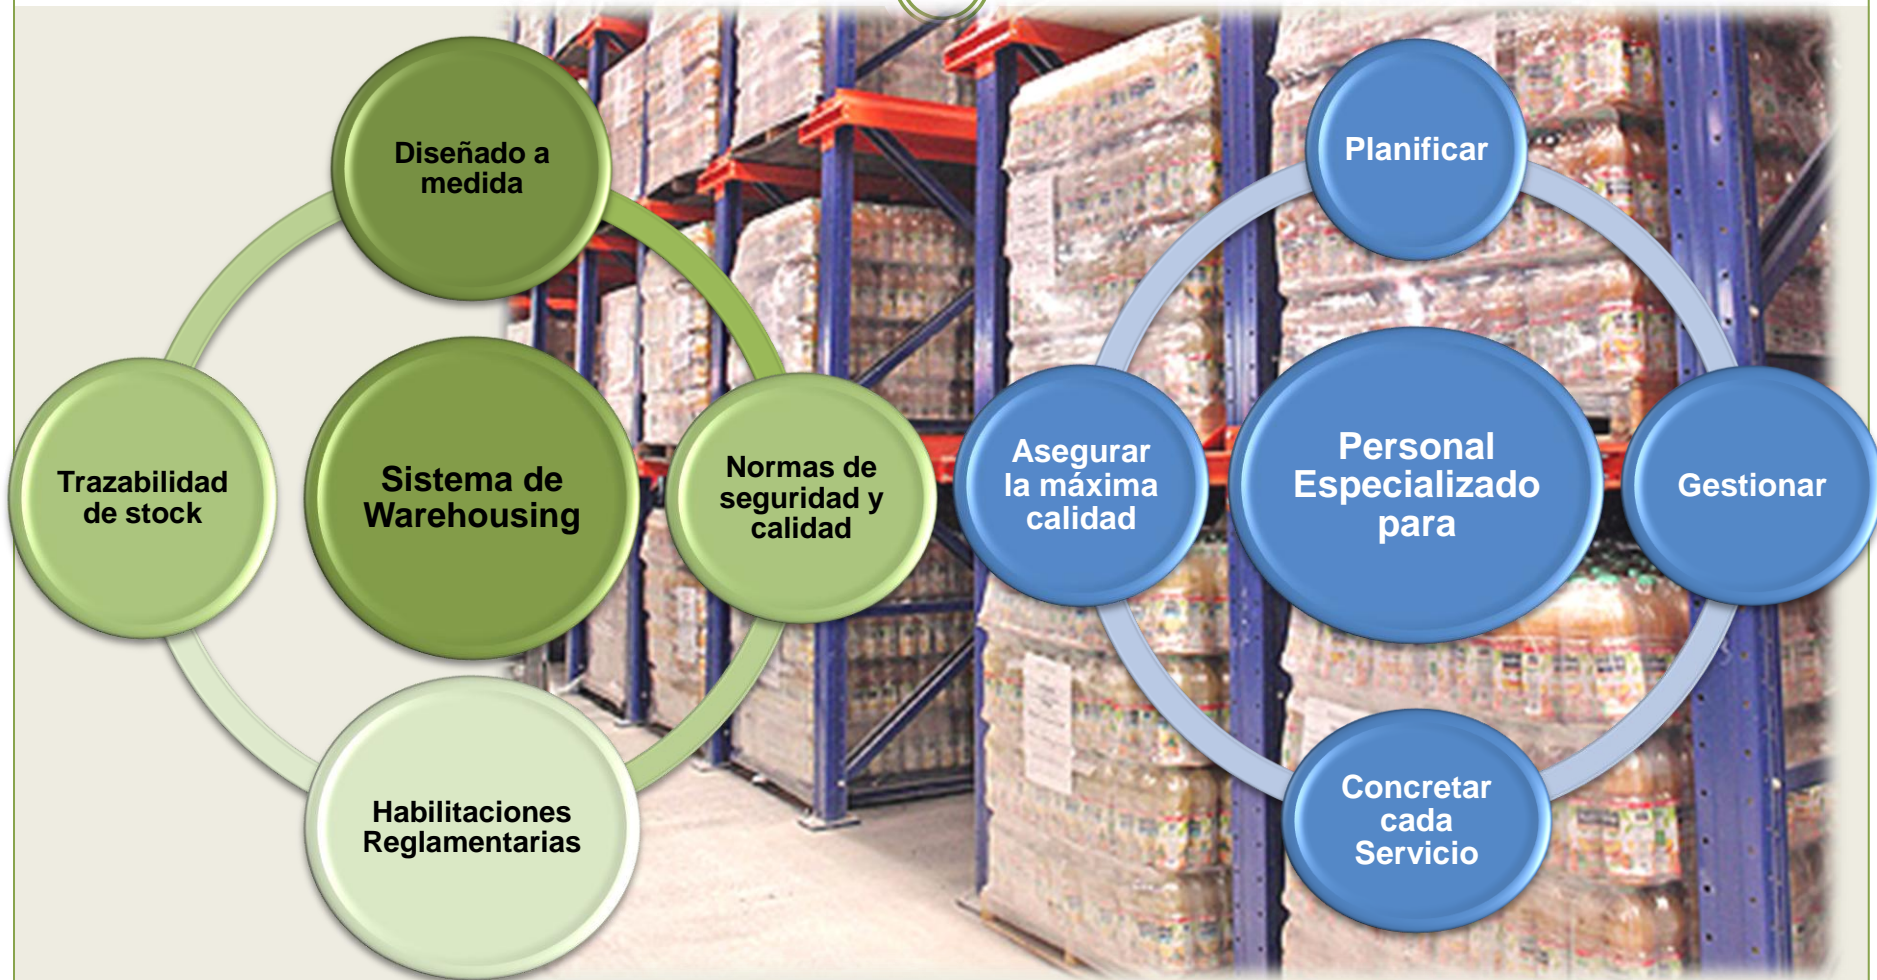 Diseñado a
medida
Trazabilidad
de stock
Sistema de
Warehousing
Normas de
seguridad y
calidad
Habilitaciones
Reglamentarias
Planificar
Asegurar
la máxima
calidad
Personal
Especializado
para
Gestionar
Concretar
cada
Servicio